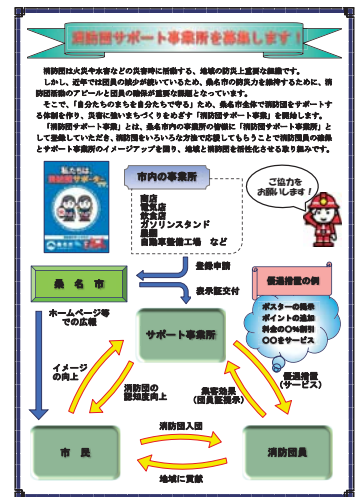 消防団サポート事業所を募集します！
消防団は火災や水害などの災害時に活動する、地域の防災上重要な組織です。
しかし、近年では団員の減少が続いているため、桑名市の防災力を維持するために、消
防団活動のアピールと団員の確保が重要な課題となっています。
そこで、「自分たちのまちを自分たちで守る」ため、桑名市全体で消防団をサポートす
る体制を作り、災害に強いまちづくりをめざす「消防団サポート事業」を開始します。
「消防団サポート事業」とは、桑名市内の事業所の皆様に「消防団サポート事業所」と
して登録していただき、消防団をいろいろな方法で応援してもらうことで消防団員の確保
とサポート事業所のイメージアップを図り、地域と消防団を活性化させる取り組みです。
私たちは、
消防団サポーター
です。
市内の事業所
商店
電気店
飲食店
ガソリンスタンド
農園
自動車整備工場　など
ご協力を
お願いします！
登録申請
表示証交付
桑　名　市
優遇措置の例
ポスターの掲示
ポイントの追加
料金の○％割引
○○をサービス
ホームページ等
での広報
サポート事業所
イメージ
の向上
消防団の
認知度向上
集客効果
（団員証提示）
優遇措置
（サービス）
消防団入団
市　民
消防団員
地域に貢献